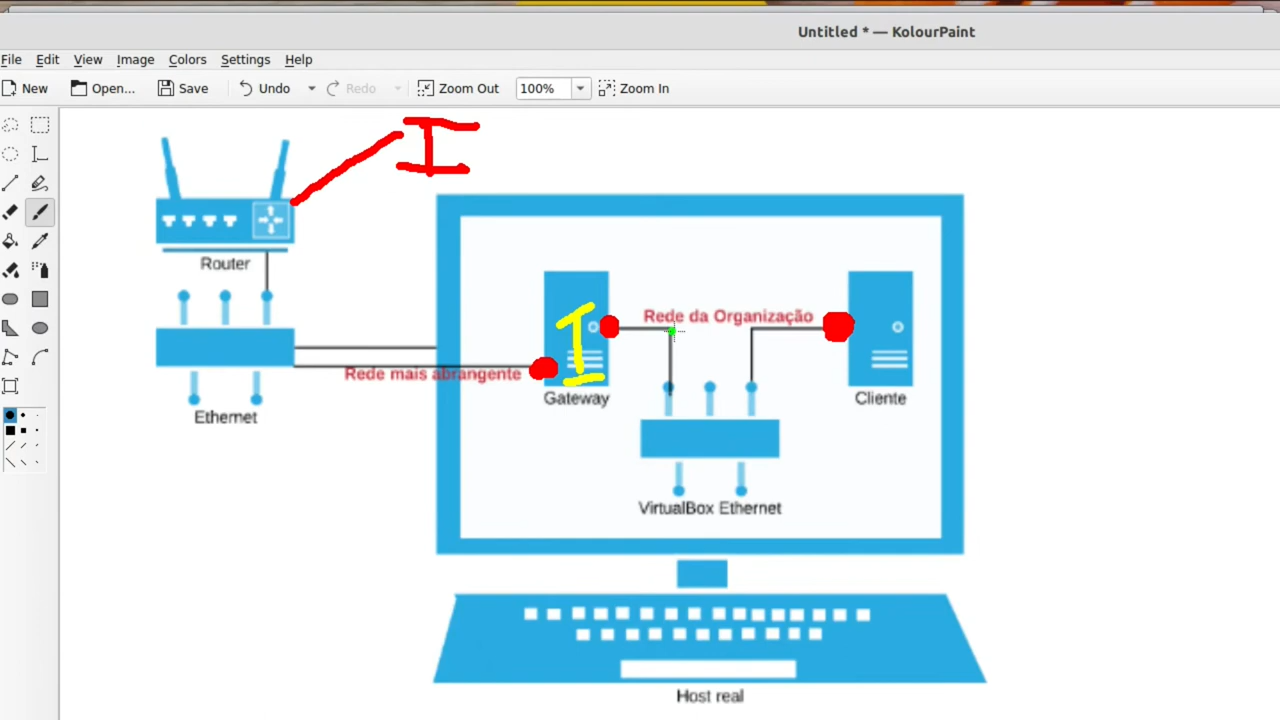 Untitled * — KolourPaint
File Edit View Image Colors Settings Help
New Open... Save Undo Redo Zoom Out 100% Zoom In
I
Router
Rede da Organização
I
Rede mais abrangente
Gateway
Cliente
Ethernet
VirtualBox Ethernet
Host real